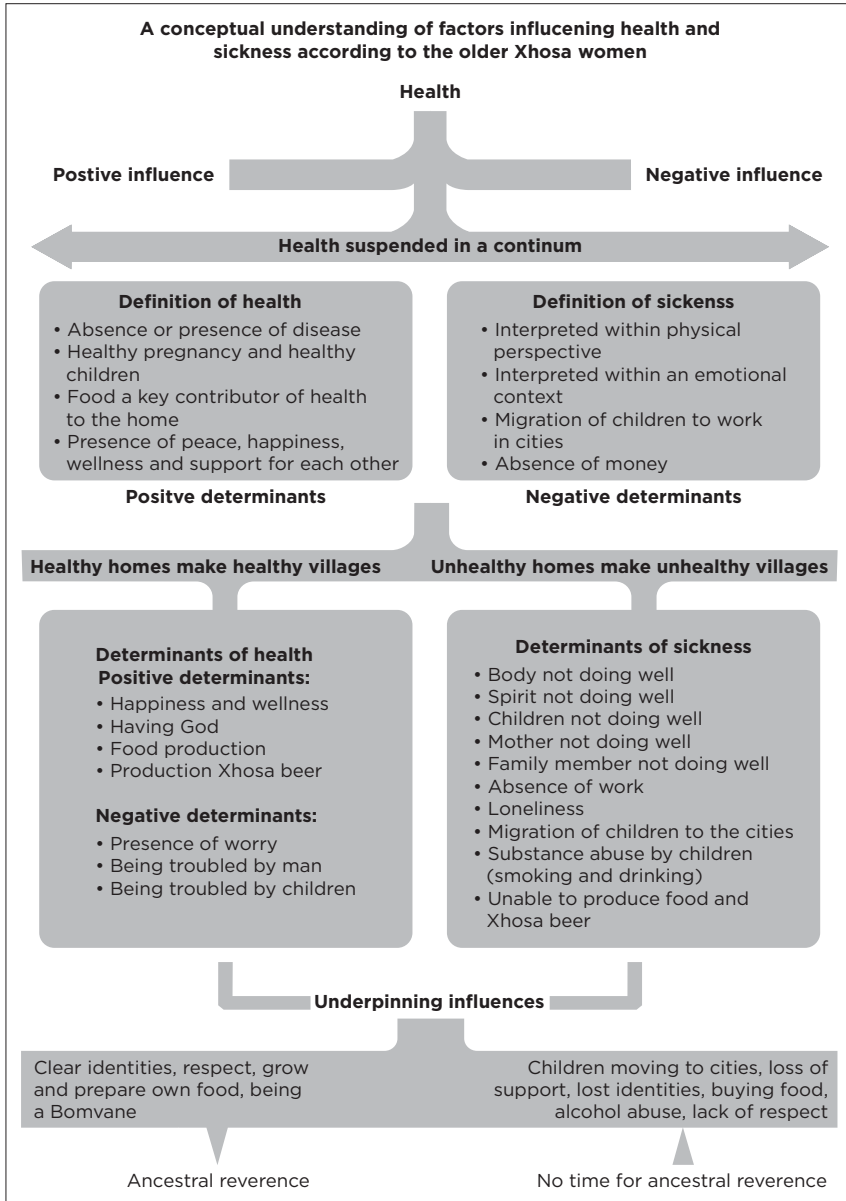 A conceptual understanding of factors influcening health and
sickness according to the older Xhosa women
Health
Postive influence
Negative influence
Health suspended in a continum
Definition of health
• Absence or presence of disease
• Healthy pregnancy and healthy
children
• Food a key contributor of health
to the home
• Presence of peace, happiness,
wellness and support for each other
Definition of sickenss
• Interpreted within physical
perspective
• Interpreted within an emotional
context
• Migration of children to work
in cities
• Absence of money
Positve determinants
Negative determinants
Healthy homes make healthy villages
Unhealthy homes make unhealthy villages
Determinants of health
Positive determinants:
• Happiness and wellness
• Having God
• Food production
• Production Xhosa beer
Negative determinants:
• Presence of worry
• Being troubled by man
• Being troubled by children
Determinants of sickness
• Body not doing well
• Spirit not doing well
• Children not doing well
• Mother not doing well
• Family member not doing well
• Absence of work
• Loneliness
• Migration of children to the cities
• Substance abuse by children
(smoking and drinking)
• Unable to produce food and
Xhosa beer
Underpinning influences
Clear identities, respect, grow
and prepare own food, being
a Bomvane
Children moving to cities, loss of
support, lost identities, buying food,
alcohol abuse, lack of respect
Ancestral reverence
No time for ancestral reverence